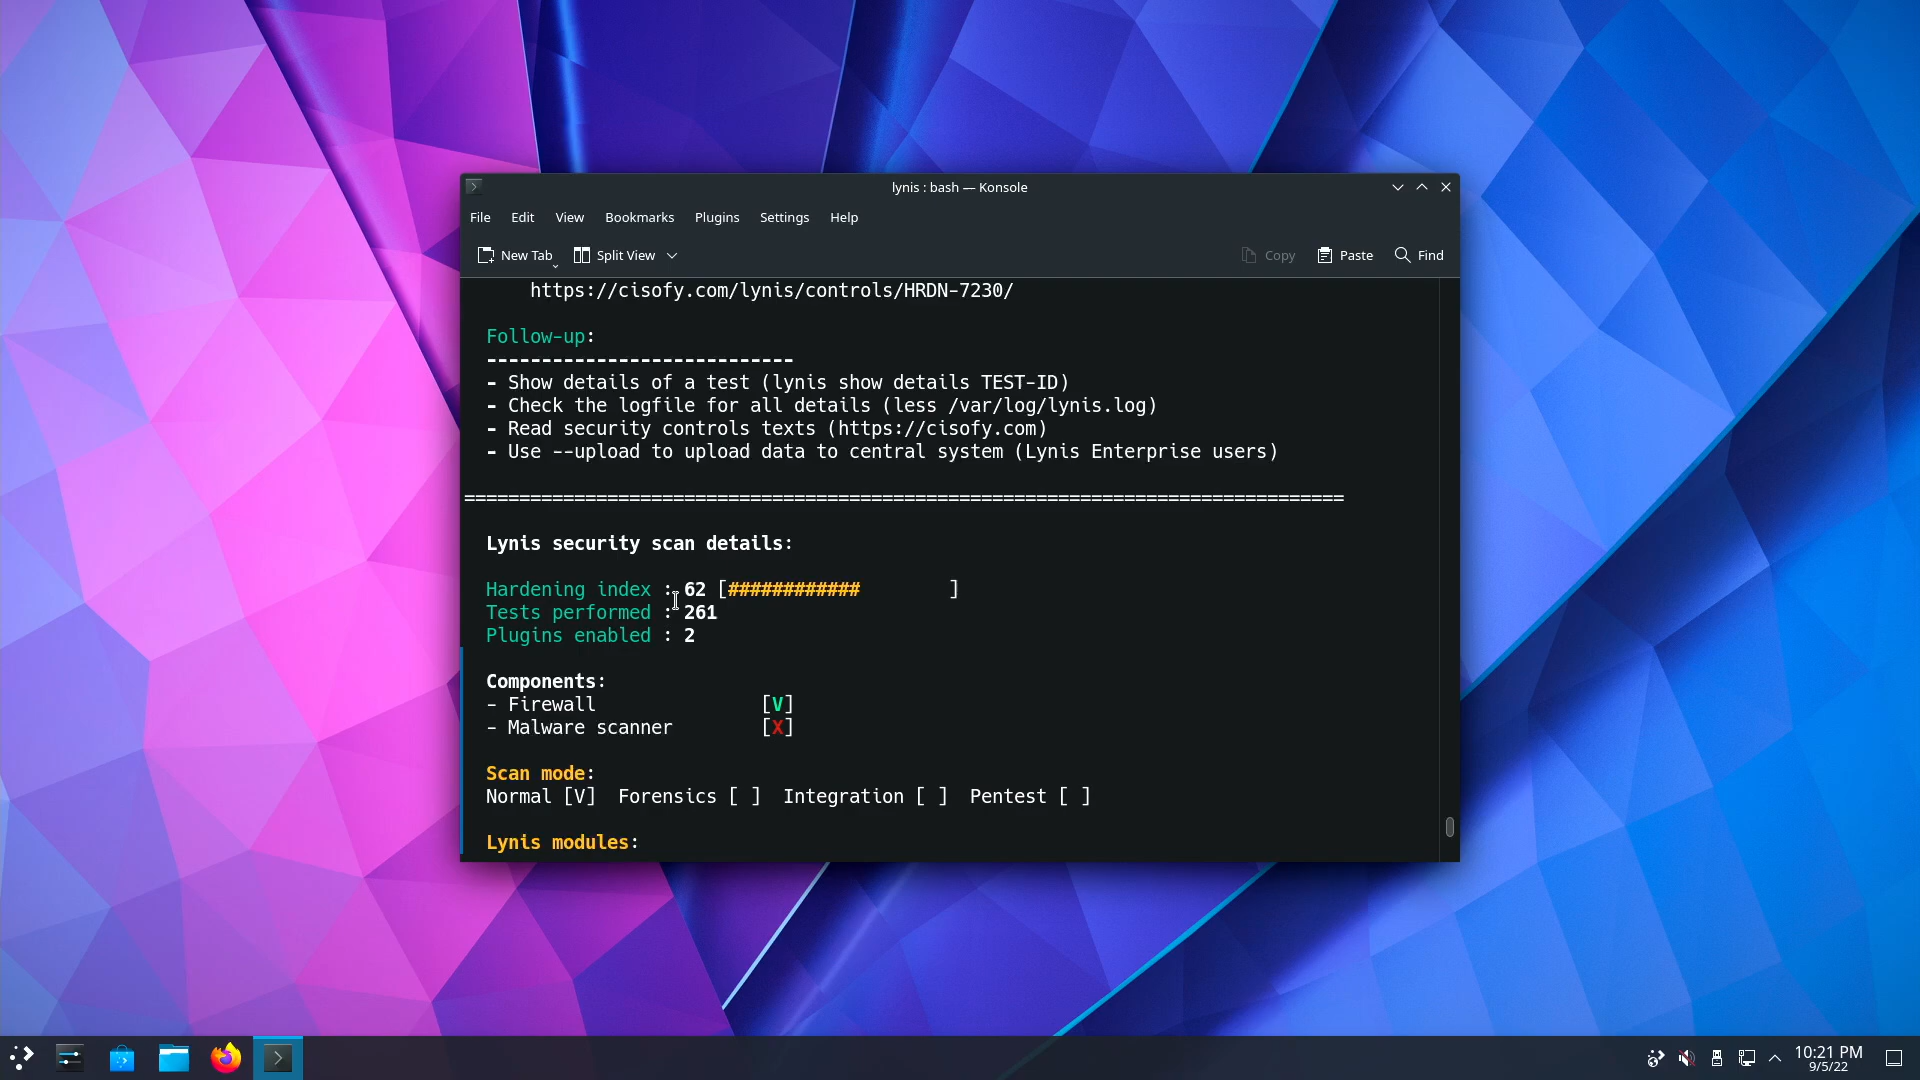 lynis : bash — Konsole
File Edit View Bookmarks Plugins Settings Help
New Tab Split View Copy Paste Find
https://cisofy.com/lynis/controls/HRDN-7230/
Follow-up:
----------------------------
- Show details of a test (lynis show details TEST-ID)
- Check the logfile for all details (less /var/log/lynis.log)
- Read security controls texts (https://cisofy.com)
- Use --upload to upload data to central system (Lynis Enterprise users)
================================================================================
Lynis security scan details:
Hardening index : 62 [############        ]
Tests performed : 261
Plugins enabled : 2
Components:
- Firewall               [V]
- Malware scanner        [X]
Scan mode:
Normal [V]  Forensics [ ]  Integration [ ]  Pentest [ ]
Lynis modules:
10:21 PM
9/5/22